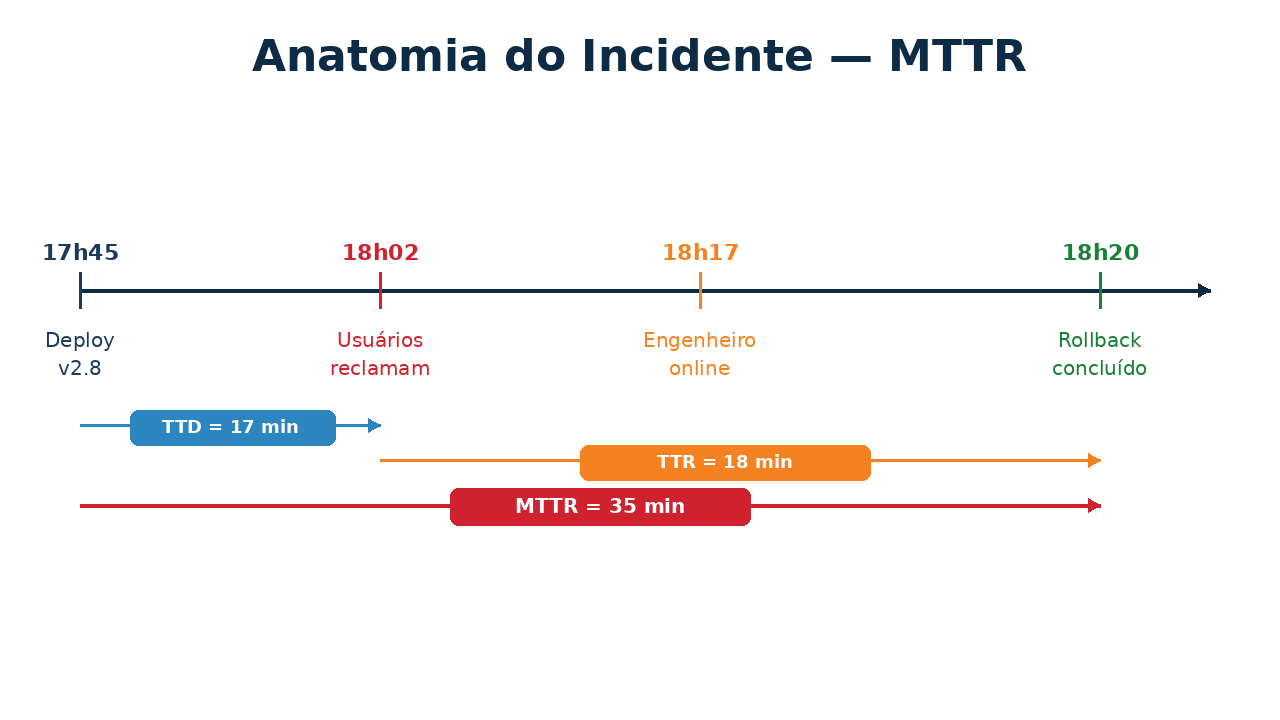 Anatomia do Incidente — MTTR
17h45
18h02
18h17
18h20
Deploy
v2.8
Usuários
reclamam
Engenheiro
online
Rollback
concluído
TTD = 17 min
TTR = 18 min
MTTR = 35 min